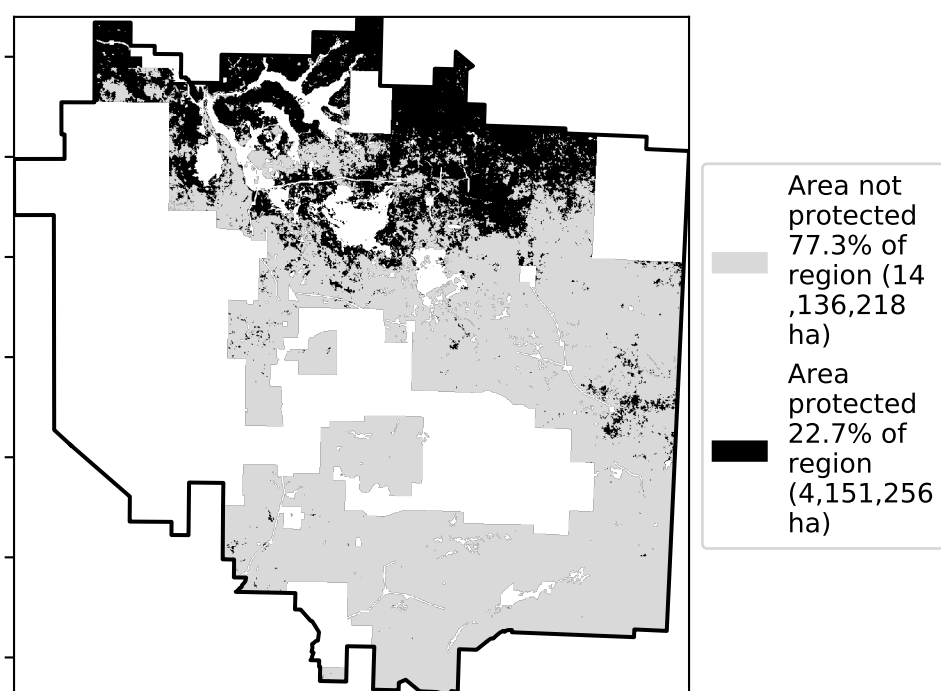 Area not
protected
77.3% of
region (14
,136,218
ha)
Area
protected
22.7% of
region
(4,151,256
ha)